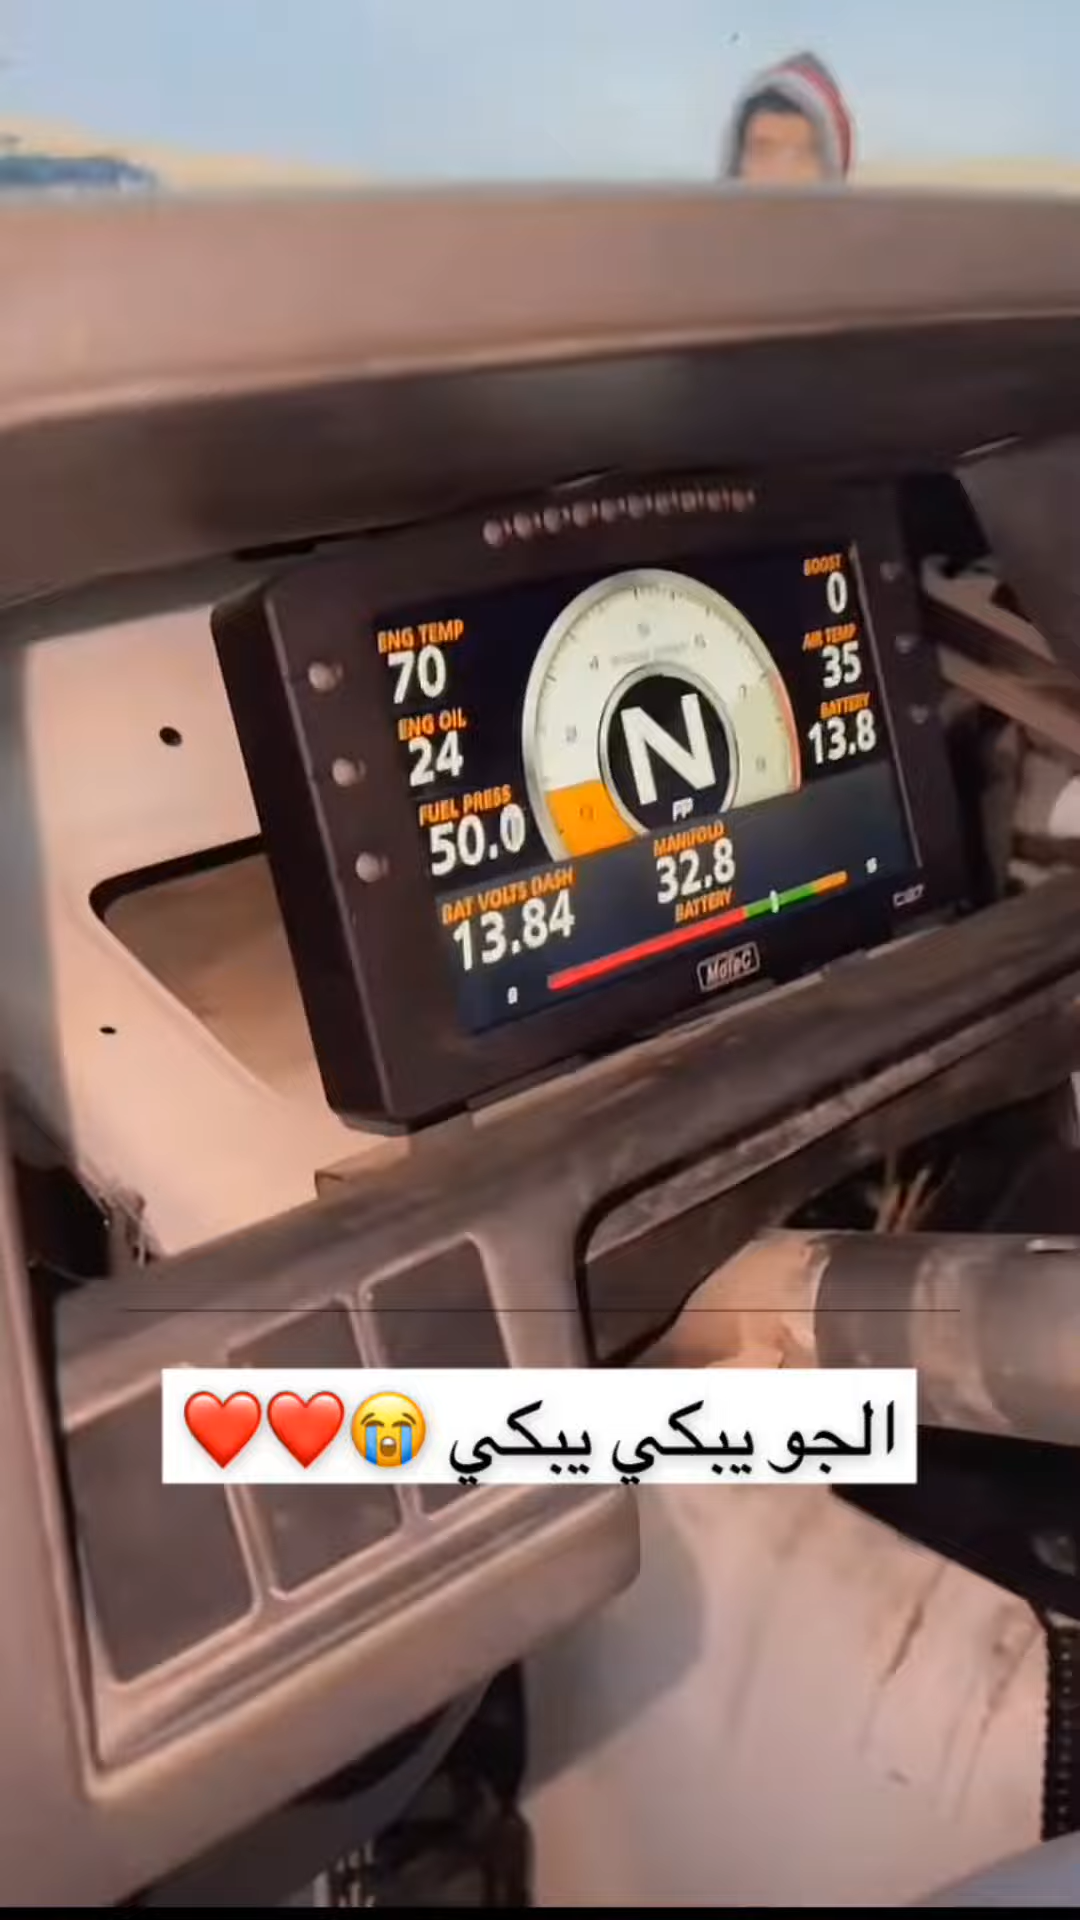 ENG TEMP
70
ENG OIL
24
FUEL PRESS
50.0
BAT VOLTS DASH
13.84
N
PP
MANIFOLD
32.8
BATTERY
BOOST
0
AIR TEMP
35
BATTERY
13.8
MoTeC
الجو يبكي يبكي 😭❤️❤️